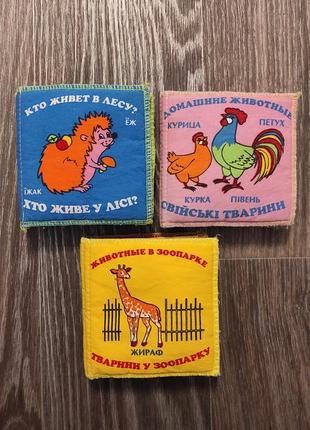 КТО ЖИВЕТ В ЛЕСУ?
ЁЖ
ЇЖАК
ХТО ЖИВЕ У ЛІСІ?
ДОМАШНИЕ ЖИВОТНЫЕ
КУРИЦА ПЕТУХ
КУРКА ПІВЕНЬ
СВІЙСЬКІ ТВАРИНИ
ЖИВОТНЫЕ В ЗООПАРКЕ
ЖИРАФ
ТВАРИНИ У ЗООПАРКУ